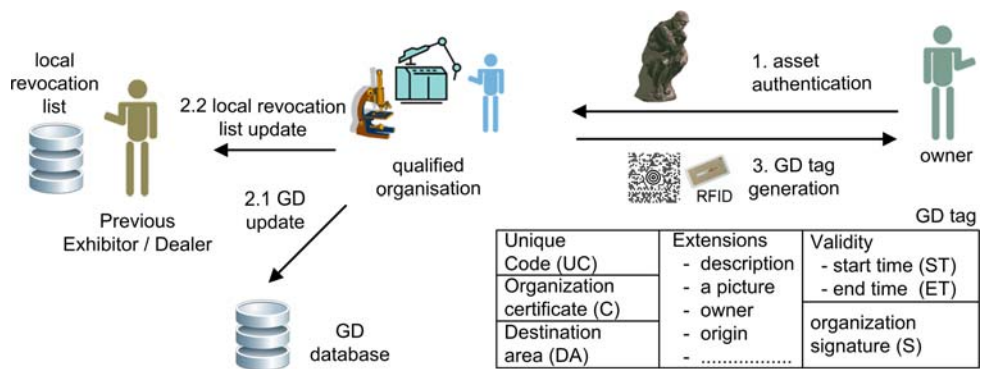 local
revocation
list
2.2 local revocation
list update
Previous
Exhibitor / Dealer
2.1 GD
update
GD
database
qualified
organisation
1. asset
authentication
3. GD tag
generation
RFID
owner
GD tag
Unique
Code (UC)
Organization
certificate (C)
Destination
area (DA)
Extensions
- description
- a picture
- owner
- origin
- ..................
Validity
- start time (ST)
- end time (ET)
organization
signature (S)